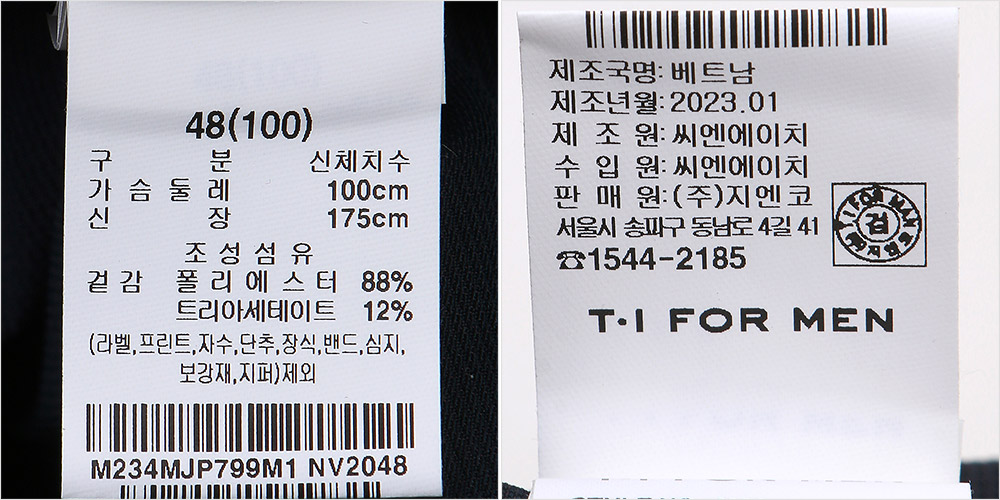 48(100)
구 분 신체치수
가 슴 둘 레 100cm
신 장 175cm
조 성 섬 유
겉 감 폴 리 에 스 터 88%
트리아세테이트 12%
(라벨,프린트,자수,단추,장식,밴드,심지,
보강재,지퍼)제외
M234MJP799M1 NV2048
제조국명: 베트남
제조년월: 2023.01
제 조 원: 씨엔에이치
수 입 원: 씨엔에이치
판 매 원: (주)지엔코
서울시 송파구 동남로 4길 41
☎1544-2185
T·I FOR MAN
검
T·I FOR MEN